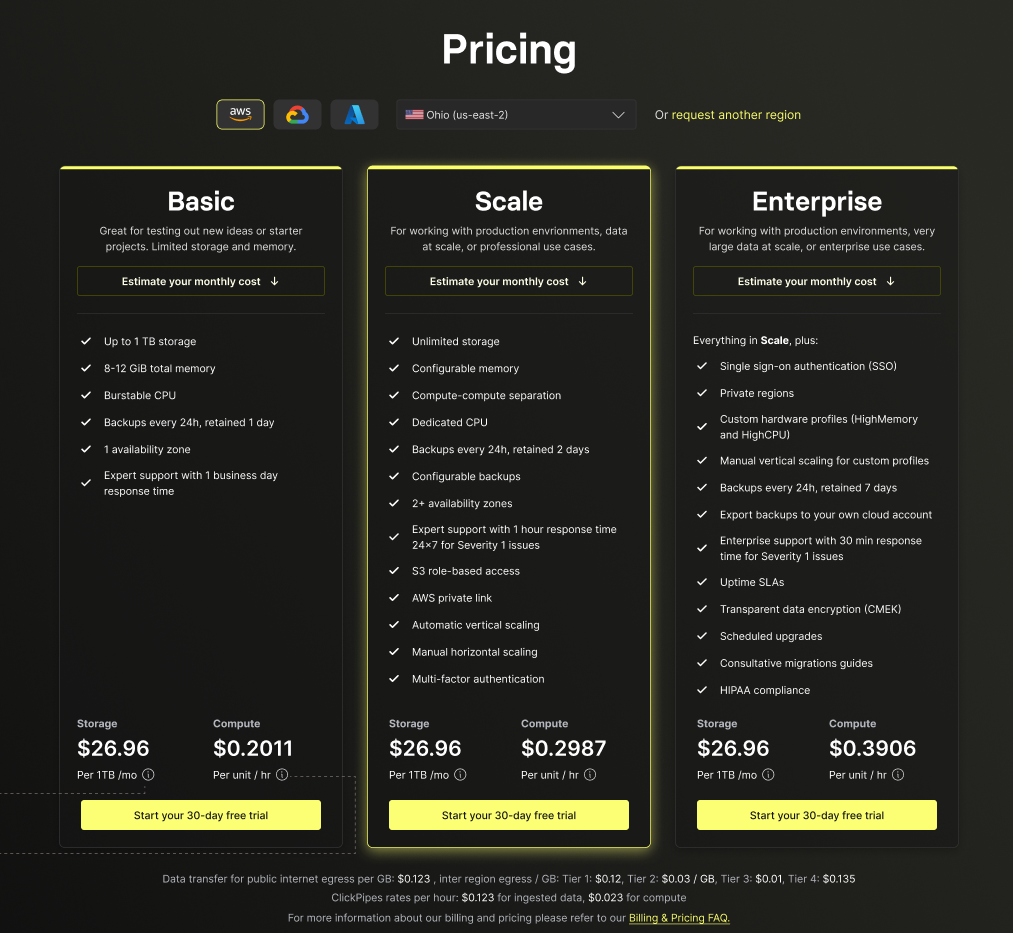 Pricing
aws
Ohio (us-east-2)
Or request another region
Basic
Great for testing out new ideas or starter
projects. Limited storage and memory.
Estimate your monthly cost ↓
Up to 1 TB storage
8-12 GiB total memory
Burstable CPU
Backups every 24h, retained 1 day
1 availability zone
Expert support with 1 business day
response time
Storage
Compute
$26.96
$0.2011
Per 1TB /mo
Per unit / hr
Start your 30-day free trial
Scale
For working with production envrionments, data
at scale, or professional use cases.
Estimate your monthly cost ↓
Unlimited storage
Configurable memory
Compute-compute separation
Dedicated CPU
Backups every 24h, retained 2 days
Configurable backups
2+ availability zones
Expert support with 1 hour response time
24×7 for Severity 1 issues
S3 role-based access
AWS private link
Automatic vertical scaling
Manual horizontal scaling
Multi-factor authentication
Storage
Compute
$26.96
$0.2987
Per 1TB /mo
Per unit / hr
Start your 30-day free trial
Enterprise
For working with production environments, very
large data at scale, or enterprise use cases.
Estimate your monthly cost ↓
Everything in Scale, plus:
Single sign-on authentication (SSO)
Private regions
Custom hardware profiles (HighMemory
and HighCPU)
Manual vertical scaling for custom profiles
Backups every 24h, retained 7 days
Export backups to your own cloud account
Enterprise support with 30 min response
time for Severity 1 issues
Uptime SLAs
Transparent data encryption (CMEK)
Scheduled upgrades
Consultative migrations guides
HIPAA compliance
Storage
Compute
$26.96
$0.3906
Per 1TB /mo
Per unit / hr
Start your 30-day free trial
Data transfer for public internet egress per GB: $0.123 , inter region egress / GB: Tier 1: $0.12, Tier 2: $0.03 / GB, Tier 3: $0.01, Tier 4: $0.135
ClickPipes rates per hour: $0.123 for ingested data, $0.023 for compute
For more information about our billing and pricing please refer to our Billing & Pricing FAQ.